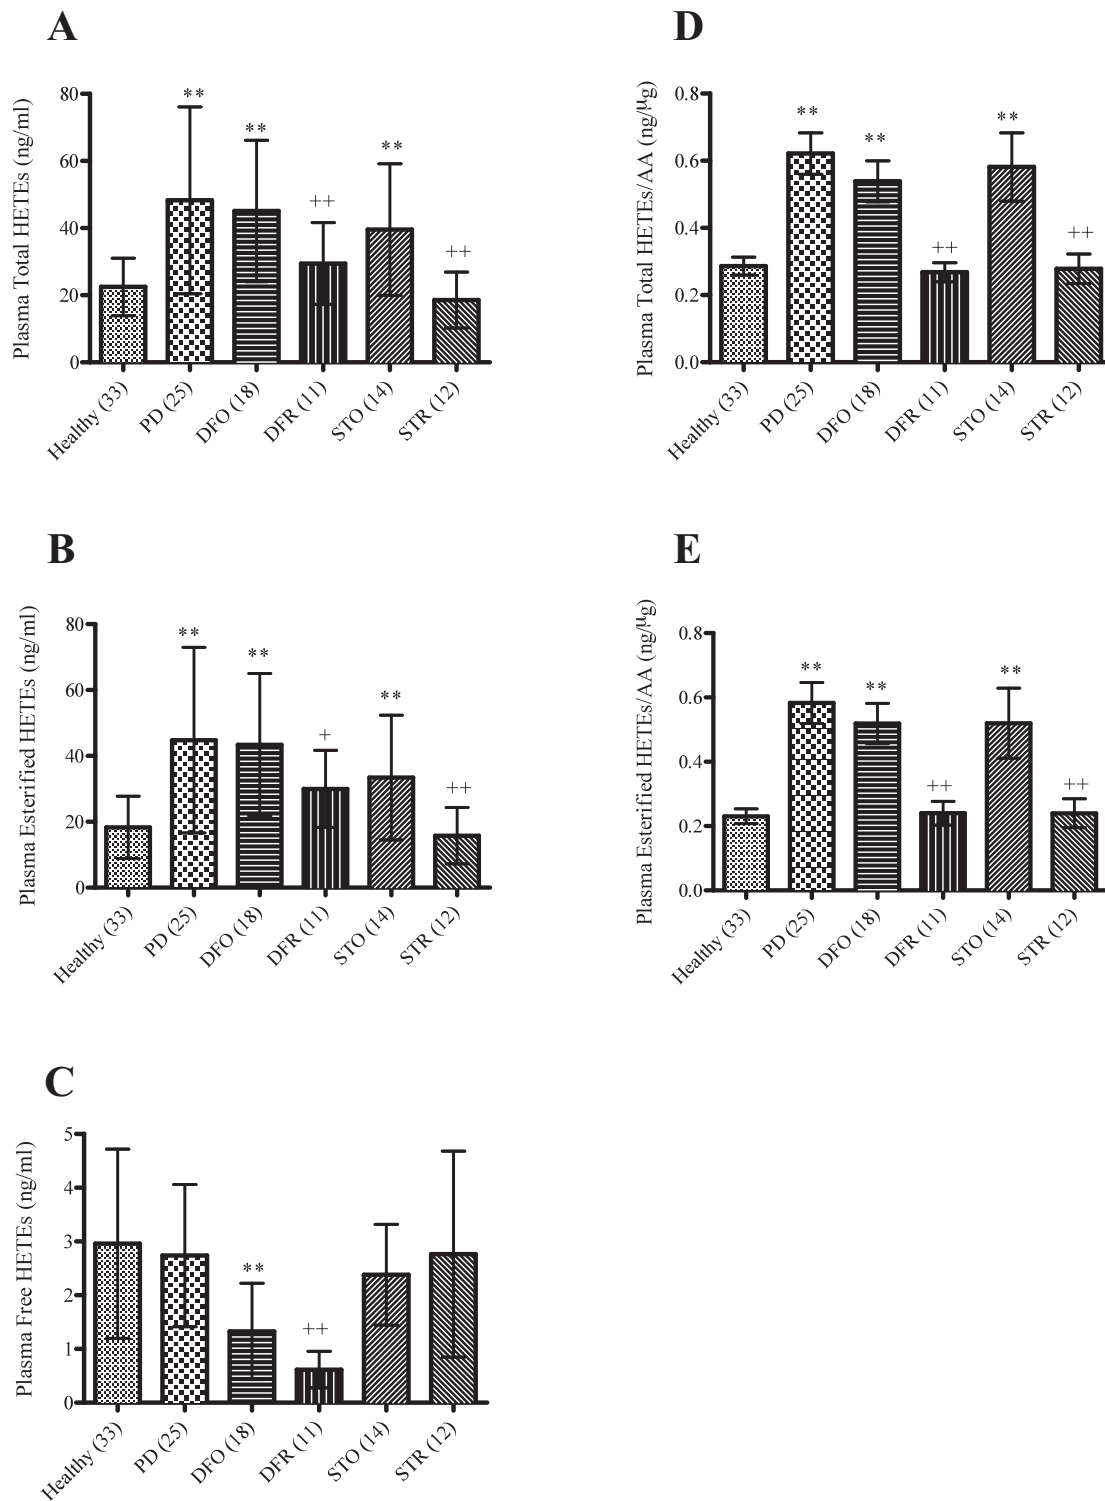 A
Plasma Total HETEs (ng/ml)
80
60
40
20
0
**
**
++
**
++
Healthy (33)
PD (25)
DFO (18)
DFR (11)
STO (14)
STR (12)
D
Plasma Total HETEs/AA (ng/µg)
0.8
0.6
0.4
0.2
0.0
**
**
++
**
++
Healthy (33)
PD (25)
DFO (18)
DFR (11)
STO (14)
STR (12)
B
Plasma Esterified HETEs (ng/ml)
80
60
40
20
0
**
**
+
**
++
Healthy (33)
PD (25)
DFO (18)
DFR (11)
STO (14)
STR (12)
E
Plasma Esterified HETEs/AA (ng/µg)
0.8
0.6
0.4
0.2
0.0
**
**
++
**
++
Healthy (33)
PD (25)
DFO (18)
DFR (11)
STO (14)
STR (12)
C
Plasma Free HETEs (ng/ml)
5
4
3
2
1
0
**
++
Healthy (33)
PD (25)
DFO (18)
DFR (11)
STO (14)
STR (12)